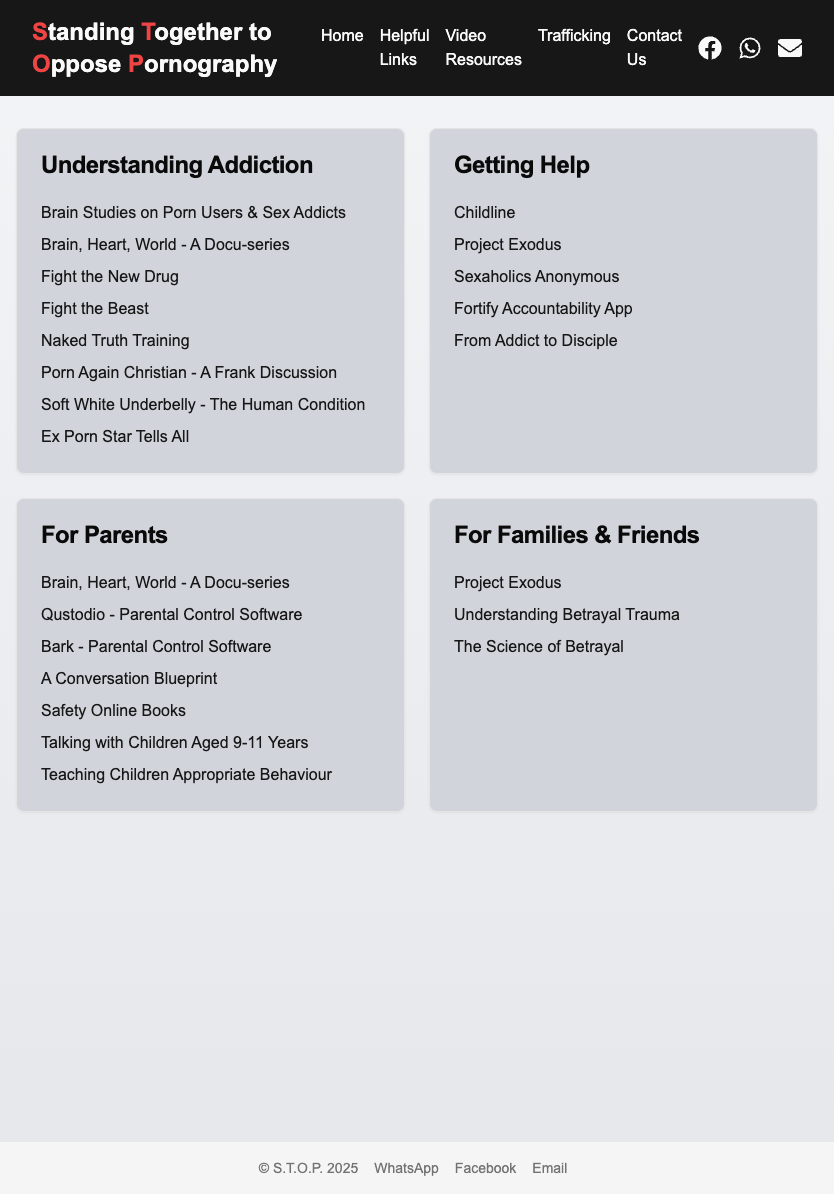 Standing Together to
Oppose Pornography
Home
Helpful
Links
Video
Resources
Trafficking
Contact
Us
Understanding Addiction
Brain Studies on Porn Users & Sex Addicts
Brain, Heart, World - A Docu-series
Fight the New Drug
Fight the Beast
Naked Truth Training
Porn Again Christian - A Frank Discussion
Soft White Underbelly - The Human Condition
Ex Porn Star Tells All
Getting Help
Childline
Project Exodus
Sexaholics Anonymous
Fortify Accountability App
From Addict to Disciple
For Parents
Brain, Heart, World - A Docu-series
Qustodio - Parental Control Software
Bark - Parental Control Software
A Conversation Blueprint
Safety Online Books
Talking with Children Aged 9-11 Years
Teaching Children Appropriate Behaviour
For Families & Friends
Project Exodus
Understanding Betrayal Trauma
The Science of Betrayal
© S.T.O.P. 2025 WhatsApp Facebook Email